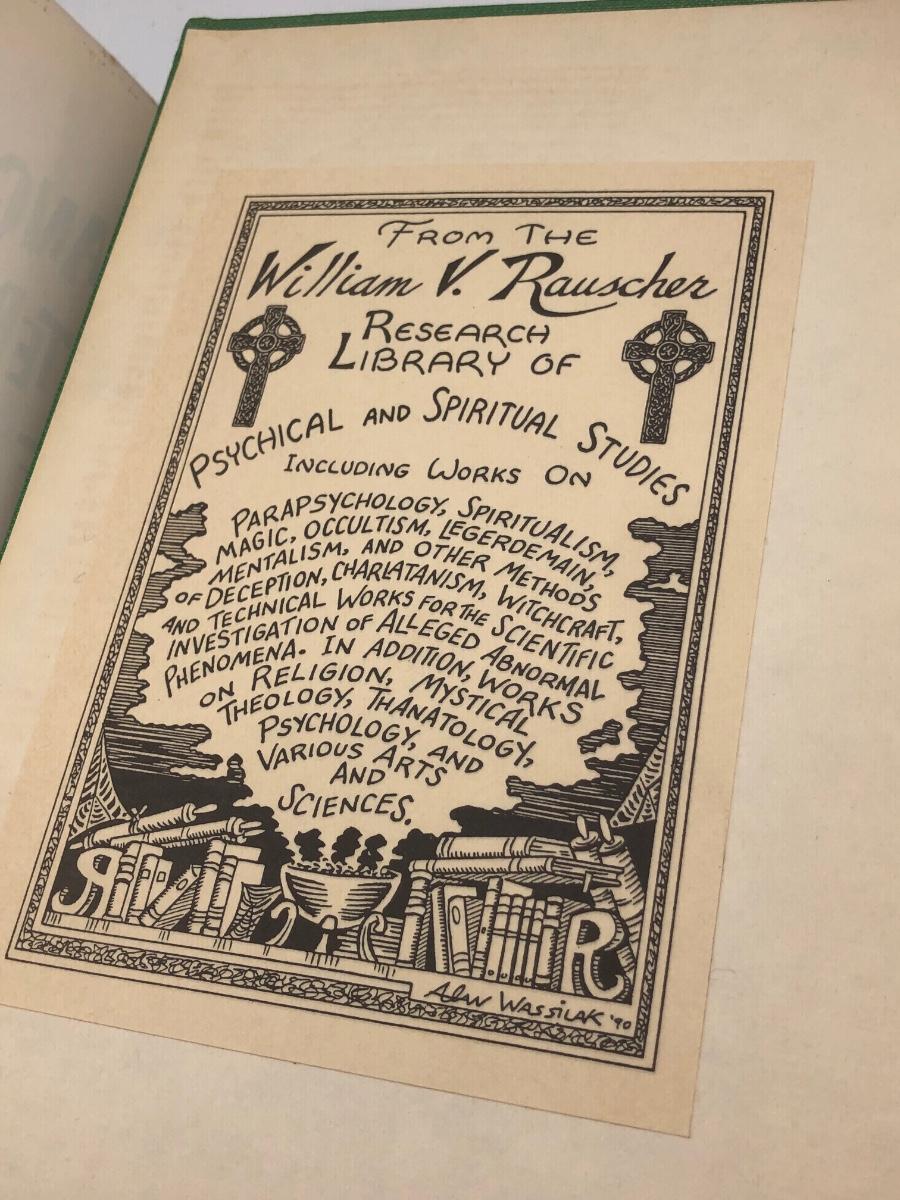 From The
William V. Rauscher
Research
Library of
Psychical and Spiritual Studies
Including Works On
Parapsychology, Spiritualism,
Magic, Occultism, Legerdemain,
Mentalism, and Other Methods
of Deception, Charlatanism, Witchcraft,
and Technical Works for the Scientific
Investigation of Alleged Abnormal
Phenomena. In Addition, Works
on Religion, Mystical
Theology, Thanatology,
Psychology, and
Various Arts
and
Sciences.
R
R
Alan Wassilak '90